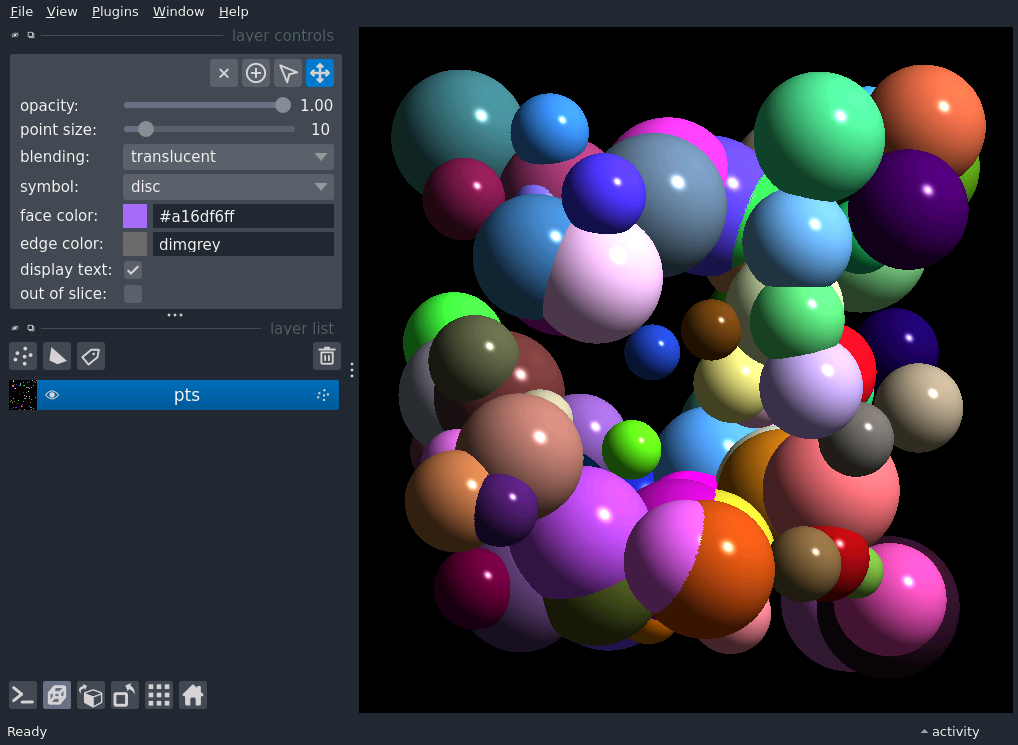 File View Plugins Window Help
layer controls
opacity: 1.00
point size: 10
blending: translucent
symbol: disc
face color: #a16df6ff
edge color: dimgrey
display text:
out of slice:
layer list
pts
Ready
activity